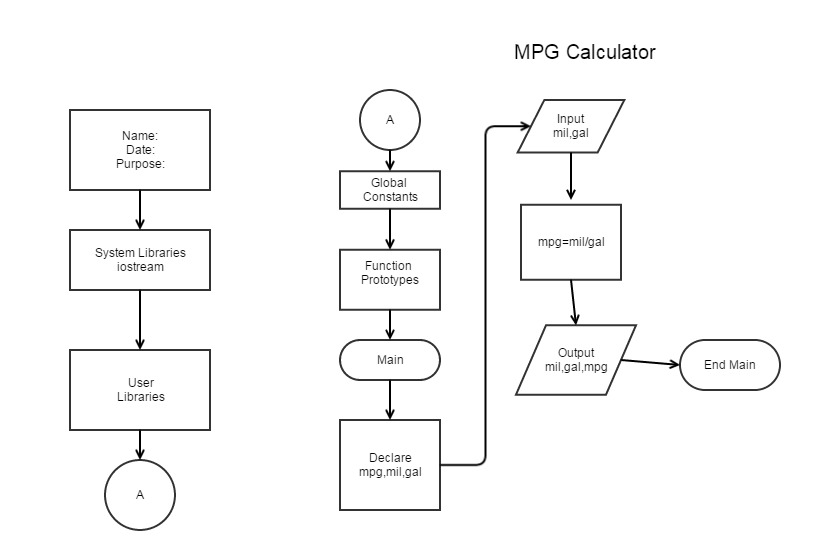 MPG Calculator
Name:
Date:
Purpose:
System Libraries
iostream
User
Libraries
A
A
Global
Constants
Function
Prototypes
Main
Declare
mpg,mil,gal
Input
mil,gal
mpg=mil/gal
Output
mil,gal,mpg
End Main